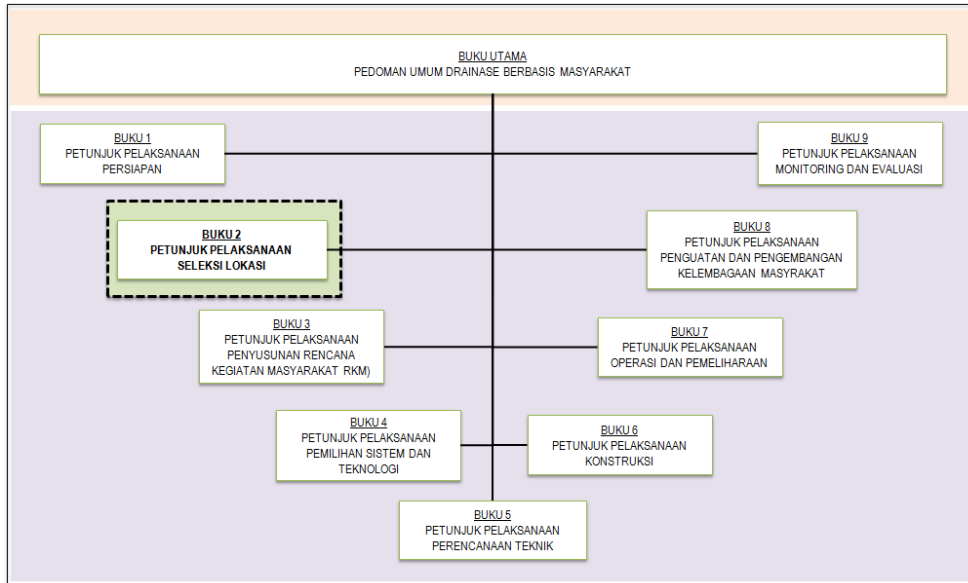 BUKU UTAMA
PEDOMAN UMUM DRAINASE BERBASIS MASYARAKAT
BUKU 1
PETUNJUK PELAKSANAAN
PERSIAPAN
BUKU 9
PETUNJUK PELAKSANAAN
MONITORING DAN EVALUASI
BUKU 2
PETUNJUK PELAKSANAAN
SELEKSI LOKASI
BUKU 8
PETUNJUK PELAKSANAAN
PENGUATAN DAN PENGEMBANGAN
KELEMBAGAAN MASYRAKAT
BUKU 3
PETUNJUK PELAKSANAAN
PENYUSUNAN RENCANA
KEGIATAN MASYARAKAT RKM)
BUKU 7
PETUNJUK PELAKSANAAN
OPERASI DAN PEMELIHARAAN
BUKU 4
PETUNJUK PELAKSANAAN
PEMILIHAN SISTEM DAN
TEKNOLOGI
BUKU 6
PETUNJUK PELAKSANAAN
KONSTRUKSI
BUKU 5
PETUNJUK PELAKSANAAN
PERENCANAAN TEKNIK